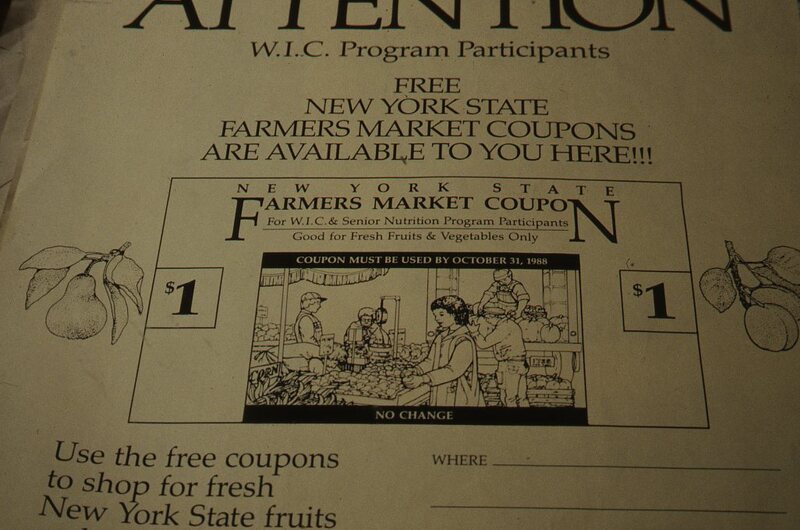 ATTENTION
W.I.C. Program Participants
FREE
NEW YORK STATE
FARMERS MARKET COUPONS
ARE AVAILABLE TO YOU HERE!!!
NEW YORK STATE
FARMERS MARKET COUPON
For W.I.C. & Senior Nutrition Program Participants
Good for Fresh Fruits & Vegetables Only
COUPON MUST BE USED BY OCTOBER 31, 1988
$1
$1
CORN
NO CHANGE
Use the free coupons
to shop for fresh
New York State fruits
WHERE